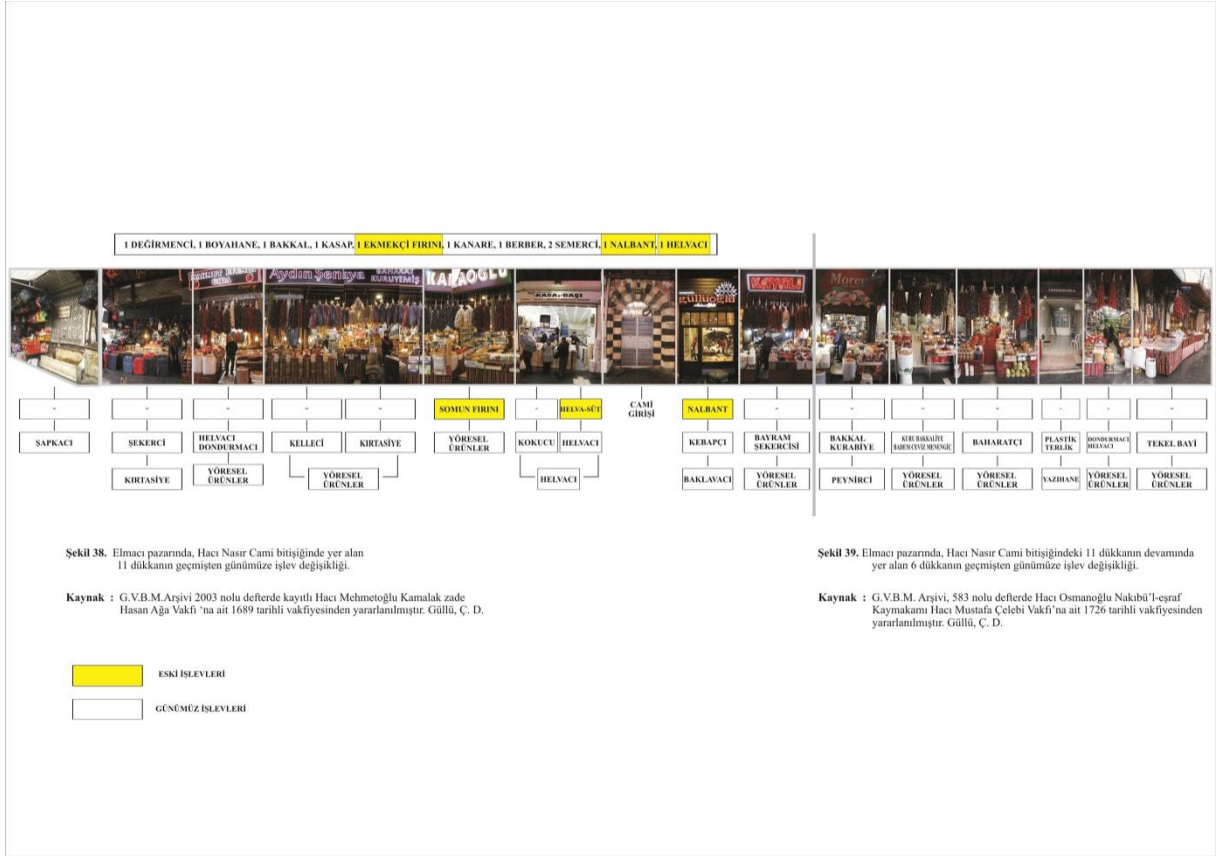 1 DEĞİRMENCİ, 1 BOYAHANE, 1 BAKKAL, 1 KASAP, 1 EKMEKÇİ FIRINI, 1 KANARE, 1 BERBER, 2 SEMERCİ, 1 NALBANT, 1 HELVACI
Aydın Şenkaya BAHARAT KURUYEMİŞ
KARAOĞLU
KASAP BAŞI
güllüoğlu
- - - - - SOMUN FIRINI - HELVA-SÜT CAMİ GİRİŞİ NALBANT - - - - - - -
ŞAPKACI ŞEKERCİ HELVACI DONDURMACI KELLECİ KIRTASİYE YÖRESEL ÜRÜNLER KOKUCU HELVACI KEBAPÇI BAYRAM ŞEKERCİSİ BAKKAL KURABİYE KURU BAKKALİYE BADEM CEVİZ MENENGİÇ BAHARATÇI PLASTİK TERLİK DONDURMACI HELVACI TEKEL BAYİ
KIRTASİYE YÖRESEL ÜRÜNLER YÖRESEL ÜRÜNLER HELVACI BAKLAVACI YÖRESEL ÜRÜNLER PEYNİRCİ YÖRESEL ÜRÜNLER YÖRESEL ÜRÜNLER YAZIHANE YÖRESEL ÜRÜNLER YÖRESEL ÜRÜNLER
Şekil 38. Elmacı pazarında, Hacı Nasır Cami bitişiğinde yer alan
11 dükkanın geçmişten günümüze işlev değişikliği.
Kaynak : G.V.B.M.Arşivi 2003 nolu defterde kayıtlı Hacı Mehmetoğlu Kamalak zade
Hasan Ağa Vakfı ‘na ait 1689 tarihli vakfiyesinden yararlanılmıştır. Güllü, Ç. D.
Şekil 39. Elmacı pazarında, Hacı Nasır Cami bitişiğindeki 11 dükkanın devamında
yer alan 6 dükkanın geçmişten günümüze işlev değişikliği.
Kaynak : G.V.B.M. Arşivi, 583 nolu defterde Hacı Osmanoğlu Nakıbü’l-eşraf
Kaymakamı Hacı Mustafa Çelebi Vakfı’na ait 1726 tarihli vakfiyesinden
yararlanılmıştır. Güllü, Ç. D.
ESKİ İŞLEVLERİ
GÜNÜMÜZ İŞLEVLERİ